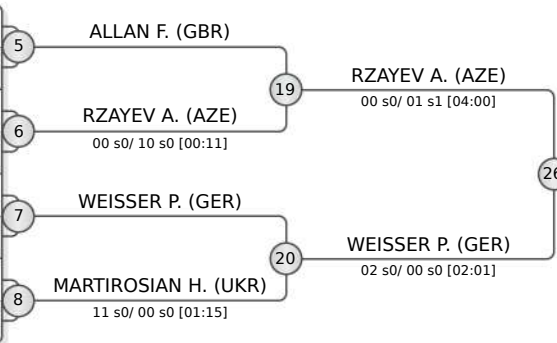 5
ALLAN F. (GBR)
19
RZAYEV A. (AZE)
00 s0/ 01 s1 [04:00]
6
RZAYEV A. (AZE)
00 s0/ 10 s0 [00:11]
26
7
WEISSER P. (GER)
20
WEISSER P. (GER)
02 s0/ 00 s0 [02:01]
8
MARTIROSIAN H. (UKR)
11 s0/ 00 s0 [01:15]